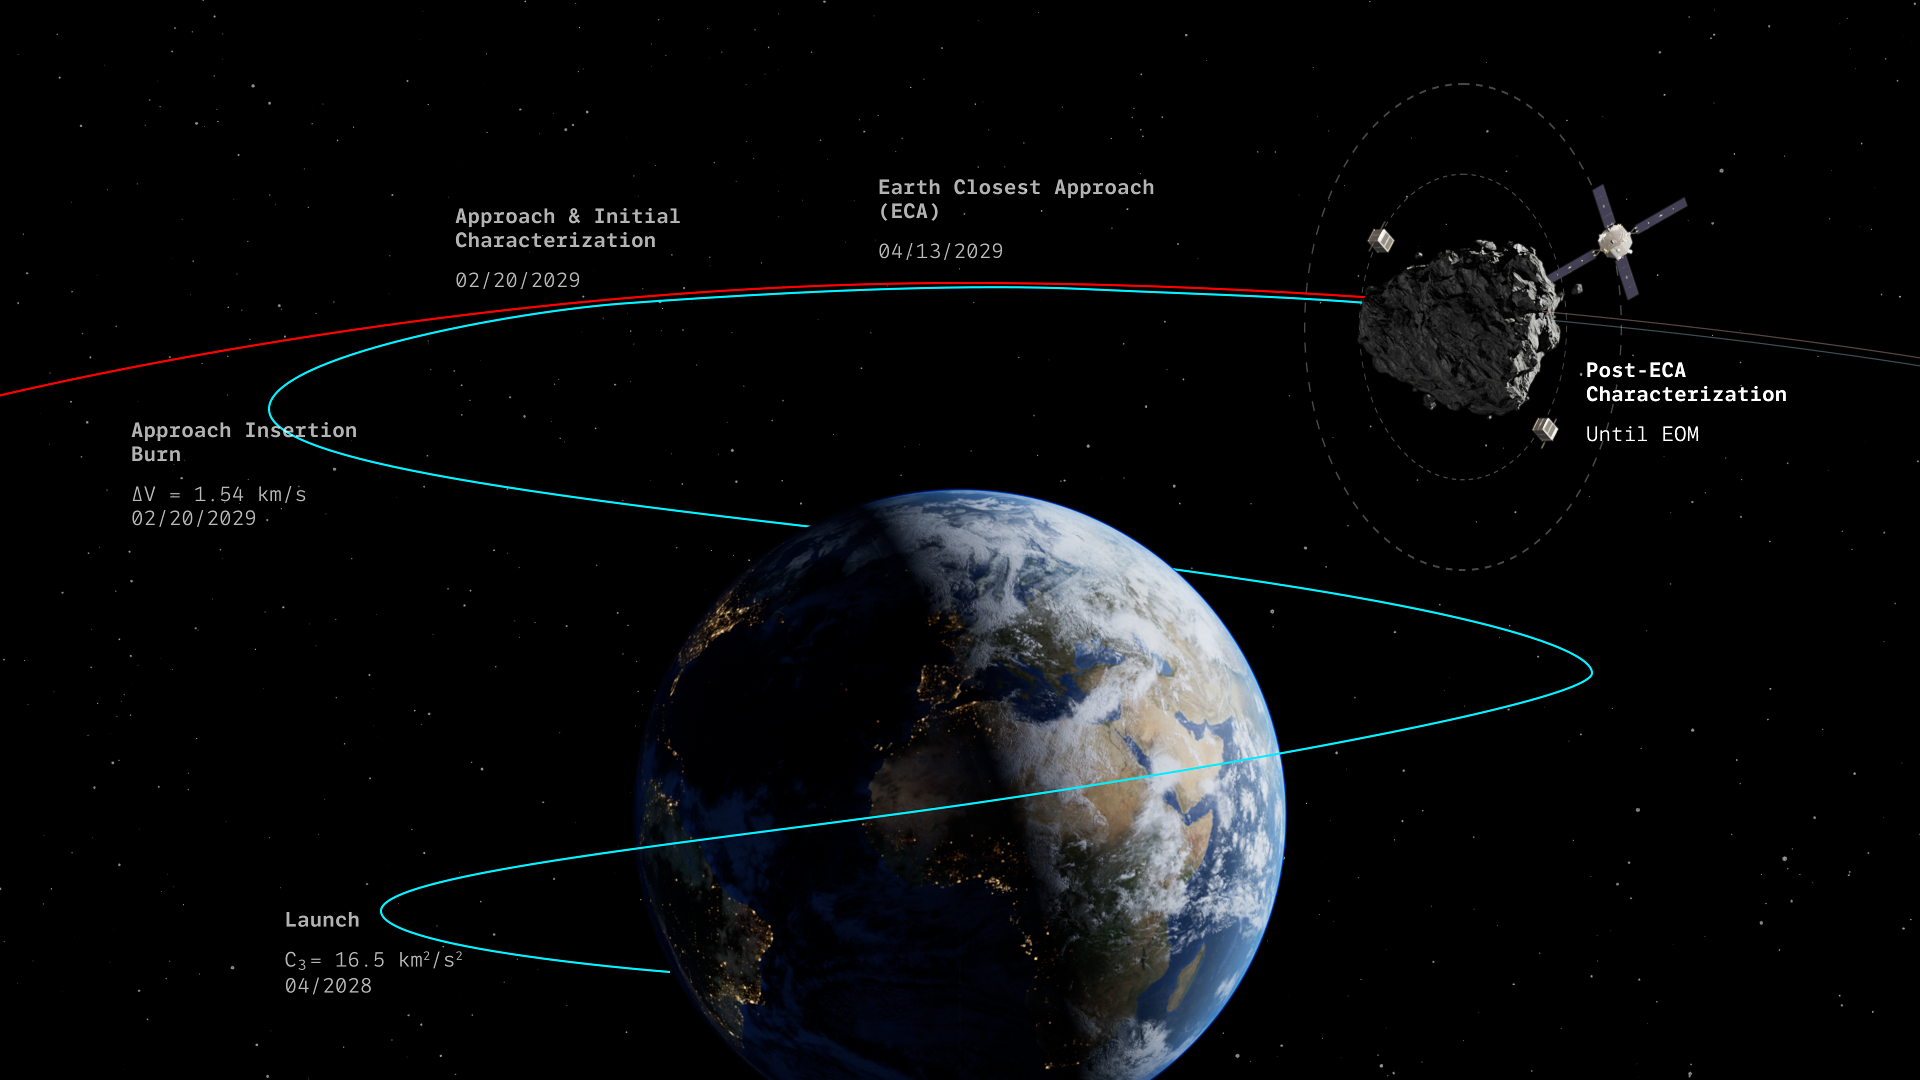 Earth Closest Approach
(ECA)
04/13/2029
Approach & Initial
Characterization
02/20/2029
Post-ECA
Characterization
Until EOM
Approach Insertion
Burn
ΔV = 1.54 km/s
02/20/2029
Launch
C₃= 16.5 km²/s²
04/2028